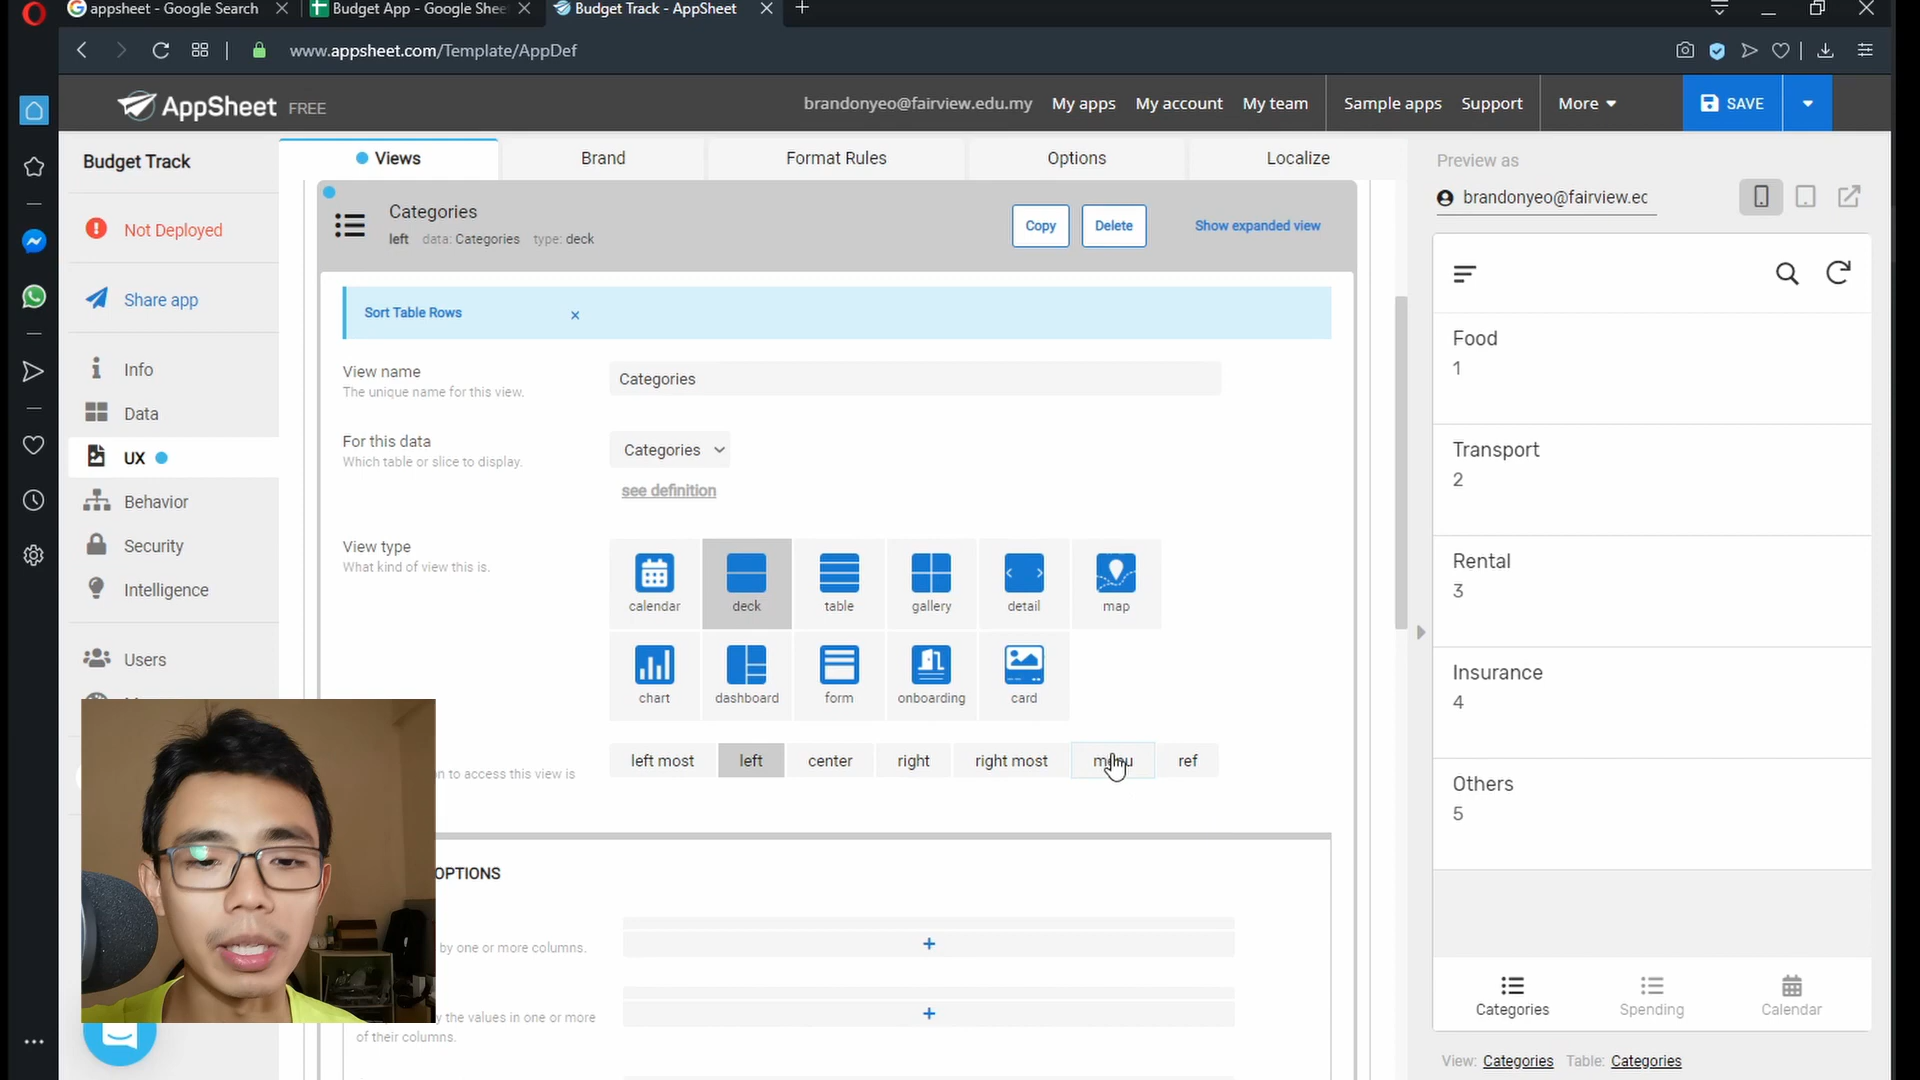 appsheet - Google Search
Budget App - Google Shee
Budget Track - AppSheet
www.appsheet.com/Template/AppDef
AppSheet FREE
brandonyeo@fairview.edu.my My apps My account My team Sample apps Support More SAVE
Budget Track
Views Brand Format Rules Options Localize
Preview as
brandonyeo@fairview.ec
Not Deployed
Share app
Info
Data
UX
Behavior
Security
Intelligence
Users
Categories
left data: Categories type: deck
Copy Delete Show expanded view
Sort Table Rows x
View name
The unique name for this view.
Categories
For this data
Which table or slice to display.
Categories
see definition
View type
What kind of view this is.
calendar deck table gallery detail map
chart dashboard form onboarding card
on to access this view is
left most left center right right most menu ref
OPTIONS
by one or more columns.
+
y the values in one or more
of their columns.
+
Food
1
Transport
2
Rental
3
Insurance
4
Others
5
Categories Spending Calendar
View: Categories Table: Categories